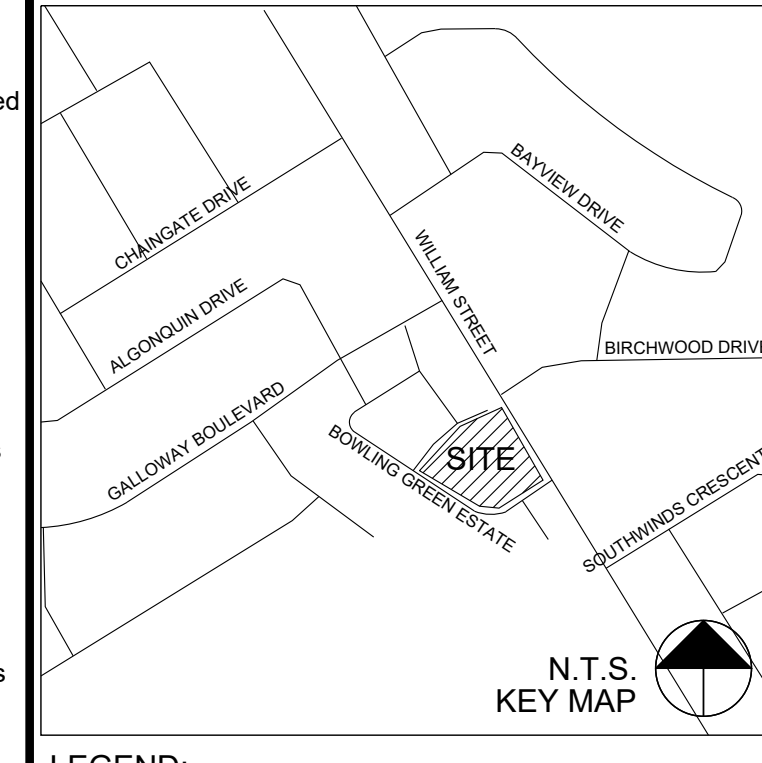 ed
BAYVIEW DRIVE
CHAINGATE DRIVE
WILLIAM STREET
ALGONQUIN DRIVE
BIRCHWOOD DRIVE
GALLOWAY BOULEVARD
BOWLING GREEN ESTATE
SITE
s
SOUTHWINDS CRESCENT
N.T.S.
KEY MAP
s
LEGEND: